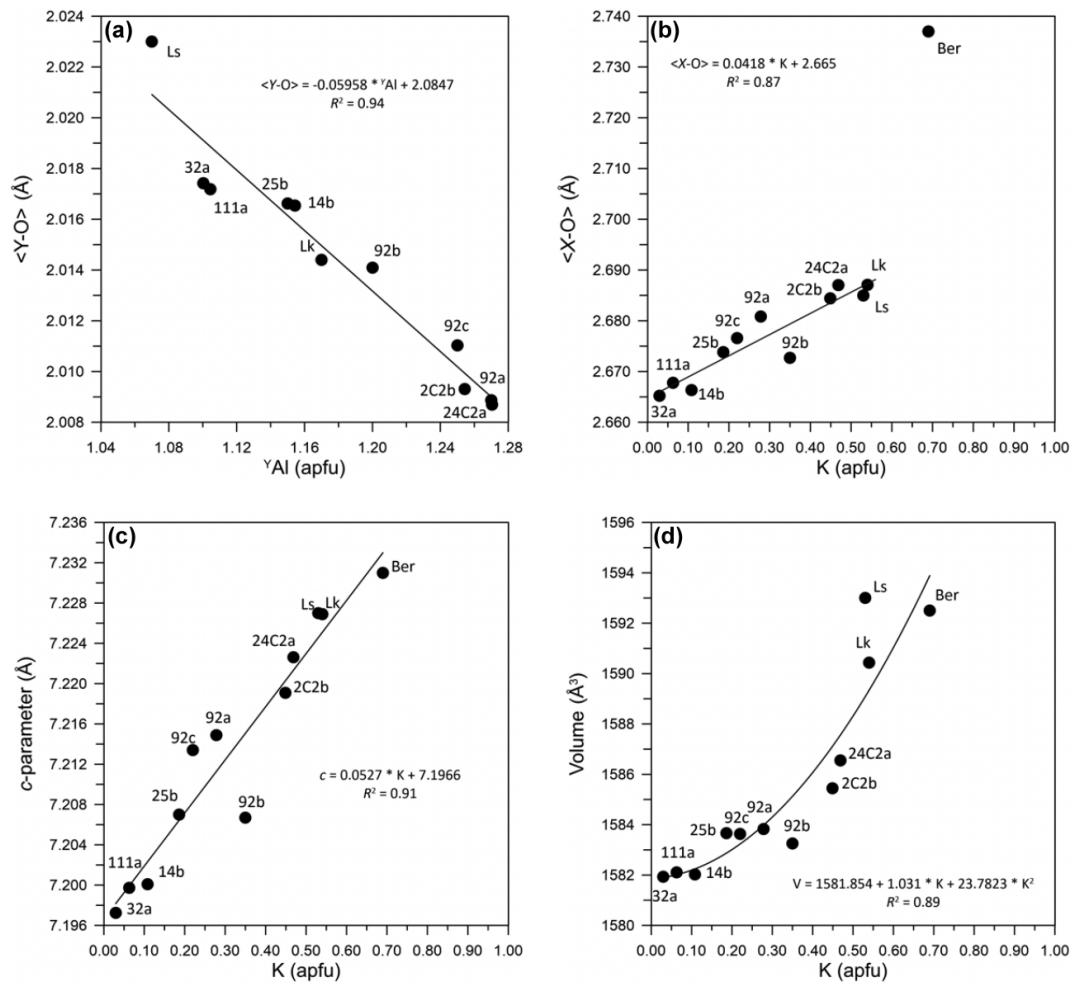 (a)
2.024
2.022
2.020
2.018
2.016
2.014
2.012
2.010
2.008
<Y-O> (Å)
Ls
<Y-O> = -0.05958 * ʸAl + 2.0847
R² = 0.94
32a
111a
25b
14b
Lk
92b
92c
2C2b
92a
24C2a
1.04 1.08 1.12 1.16 1.20 1.24 1.28
ʸAl (apfu)
(b)
2.740
2.730
2.720
2.710
2.700
2.690
2.680
2.670
2.660
<X-O> (Å)
<X-O> = 0.0418 * K + 2.665
R² = 0.87
Ber
24C2a
Lk
2C2b
Ls
92a
92c
25b
92b
111a
14b
32a
0.00 0.10 0.20 0.30 0.40 0.50 0.60 0.70 0.80 0.90 1.00
K (apfu)
(c)
7.236
7.232
7.228
7.224
7.220
7.216
7.212
7.208
7.204
7.200
7.196
c-parameter (Å)
Ber
Ls
Lk
24C2a
2C2b
92a
92c
25b
92b
c = 0.0527 * K + 7.1966
R² = 0.91
111a
14b
32a
0.00 0.10 0.20 0.30 0.40 0.50 0.60 0.70 0.80 0.90 1.00
K (apfu)
(d)
1596
1594
1592
1590
1588
1586
1584
1582
1580
Volume (Å³)
Ls
Ber
Lk
24C2a
2C2b
92a
92c
25b
92b
111a
14b
32a
V = 1581.854 + 1.031 * K + 23.7823 * K²
R² = 0.89
0.00 0.10 0.20 0.30 0.40 0.50 0.60 0.70 0.80 0.90 1.00
K (apfu)